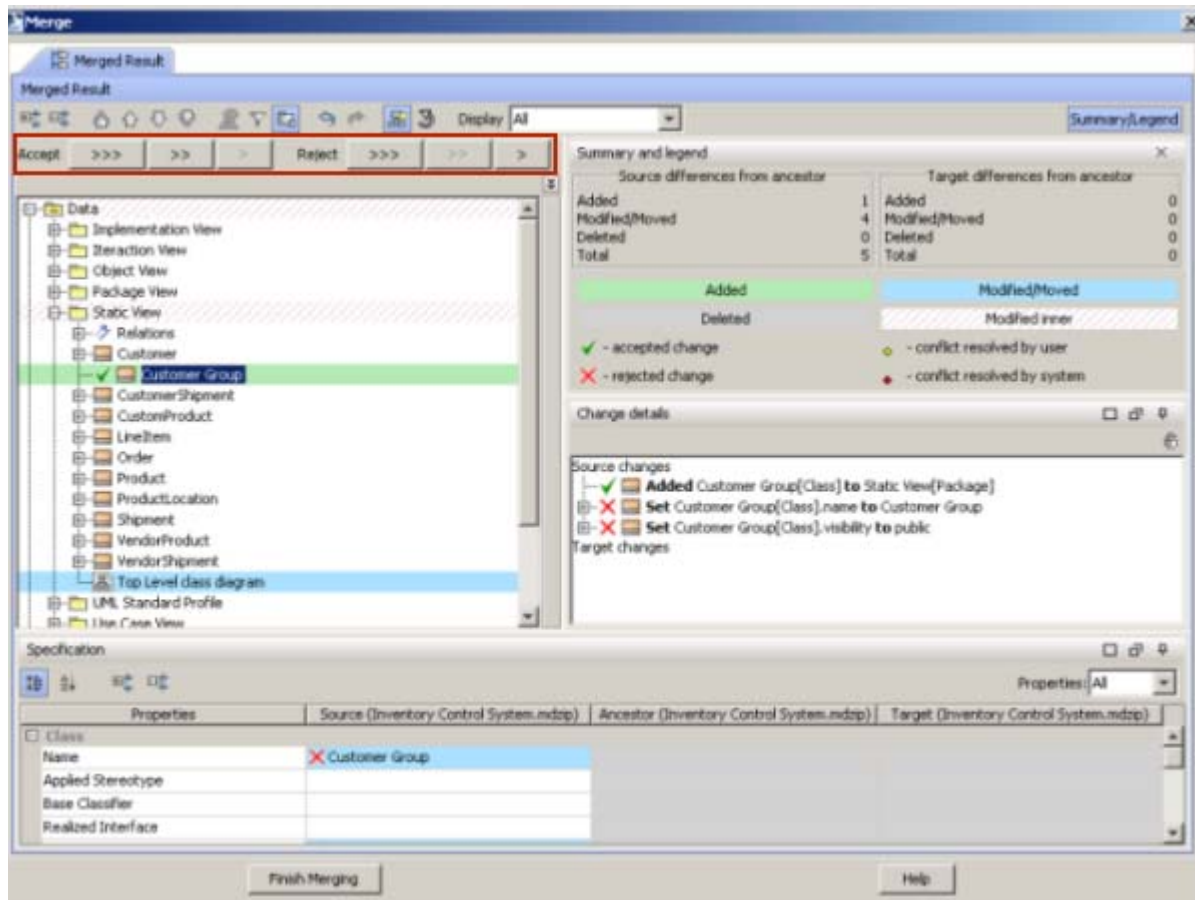 Merge
Merged Result
Merged Result
Display All Summary/Legend
Accept >>> >> > Reject >>> >> >
Summary and legend
Source differences from ancestor
Added 1
Modified/Moved 4
Deleted 0
Total 5
Target differences from ancestor
Added 0
Modified/Moved 0
Deleted 0
Total 0
Added Modified/Moved
Deleted Modified inner
- accepted change - conflict resolved by user
- rejected change - conflict resolved by system
Data
Implementation View
Iteraction View
Object View
Package View
Static View
Relations
Customer
Customer Group
CustomerShipment
CustomProduct
LineItem
Order
Product
ProductLocation
Shipment
VendorProduct
VendorShipment
Top Level class diagram
UML Standard Profile
Use Case View
Change details
Source changes
Added Customer Group[Class] to Static View[Package]
Set Customer Group[Class].name to Customer Group
Set Customer Group[Class].visibility to public
Target changes
Specification
Properties: All
Properties Source (Inventory Control System.mdzip) Ancestor (Inventory Control System.mdzip) Target (Inventory Control System.mdzip)
Class
Name Customer Group
Applied Stereotype
Base Classifier
Realized Interface
Finish Merging Help